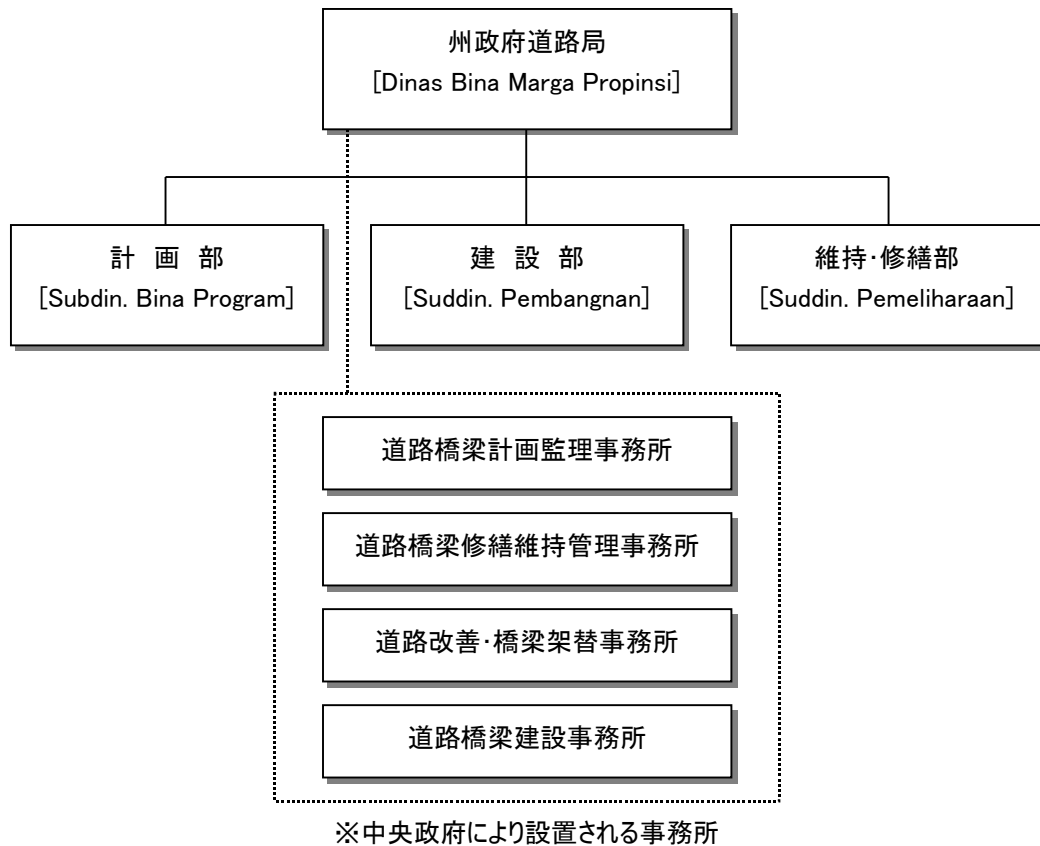 州政府道路局
[Dinas Bina Marga Propinsi]
計 画 部
[Subdin. Bina Program]
建 設 部
[Suddin. Pembangnan]
維持･修繕部
[Suddin. Pemeliharaan]
道路橋梁計画監理事務所
道路橋梁修繕維持管理事務所
道路改善･橋梁架替事務所
道路橋梁建設事務所
※中央政府により設置される事務所